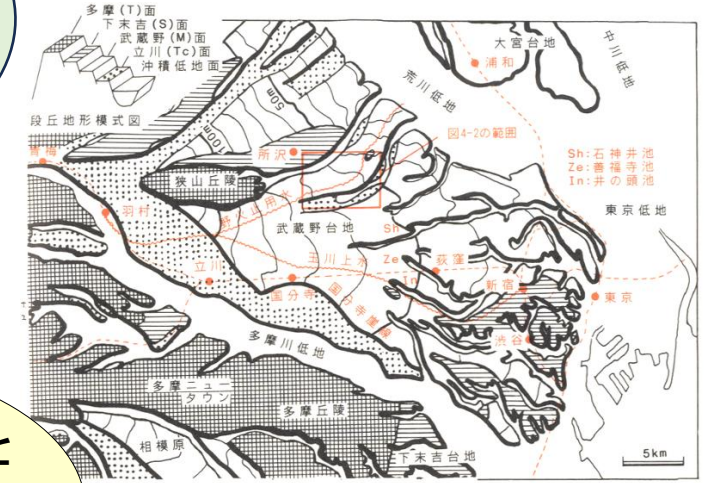 多摩(T)面
下末吉(S)面
武蔵野(M)面
立川(Tc)面
沖積低地面
段丘地形模式図
大宮台地
浦和
中川低地
荒川低地
50m
100m
図4-2の範囲
青梅
所沢
狭山丘陵
Sh:石神井池
Ze:善福寺池
In:井の頭池
羽村
野火止用水
武蔵野台地
Sh
東京低地
立川
玉川上水
Ze
荻窪
国分寺
In
新宿
東京
国分寺崖線
多摩川低地
渋谷
多摩ニュー
タウン
多摩丘陵
相模原
下末吉台地
5km
と